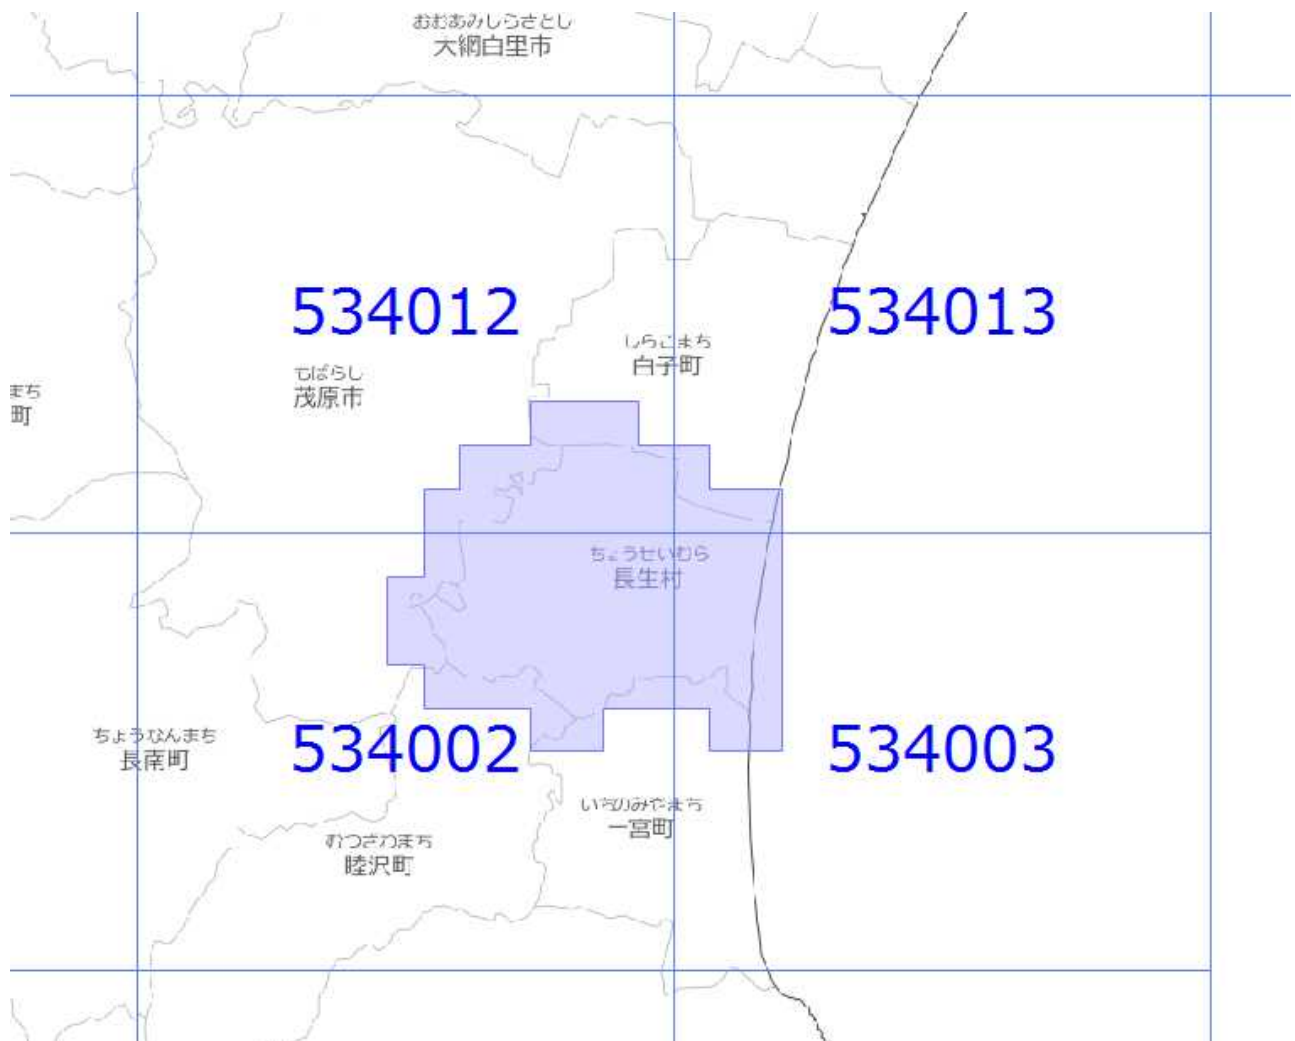 おおあみしらさとし
大網白里市
534012
534013
しらこまち
白子町
もばらし
茂原市
まち
町
ちょうせいむら
長生村
ちょうなんまち
長南町
534002
534003
いちのみやまち
一宮町
むつざわまち
睦沢町